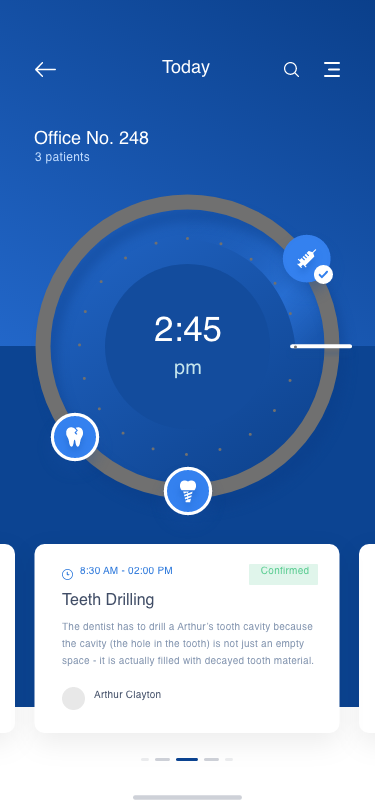 Today
Office No. 248
3 patients
2:45
pm
8:30 AM - 02:00 PM
Confirmed
Teeth Drilling
The dentist has to drill a Arthur's tooth cavity because
the cavity (the hole in the tooth) is not just an empty
space - it is actually filled with decayed tooth material.
Arthur Clayton